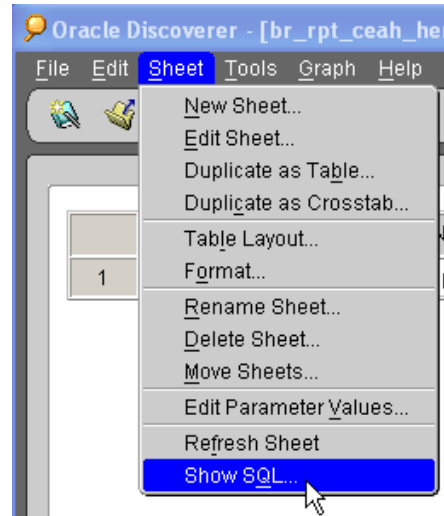 Oracle Discoverer - [br_rpt_ceah_he
File Edit Sheet Tools Graph Help
New Sheet...
Edit Sheet...
Duplicate as Table...
Duplicate as Crosstab...
Table Layout...
Format...
1
Rename Sheet...
Delete Sheet...
Move Sheets...
Edit Parameter Values...
Refresh Sheet
Show SQL...